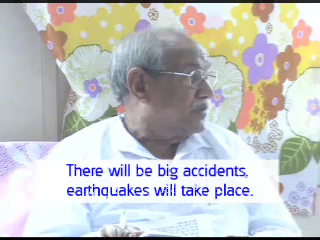 There will be big accidents,
earthquakes will take place.